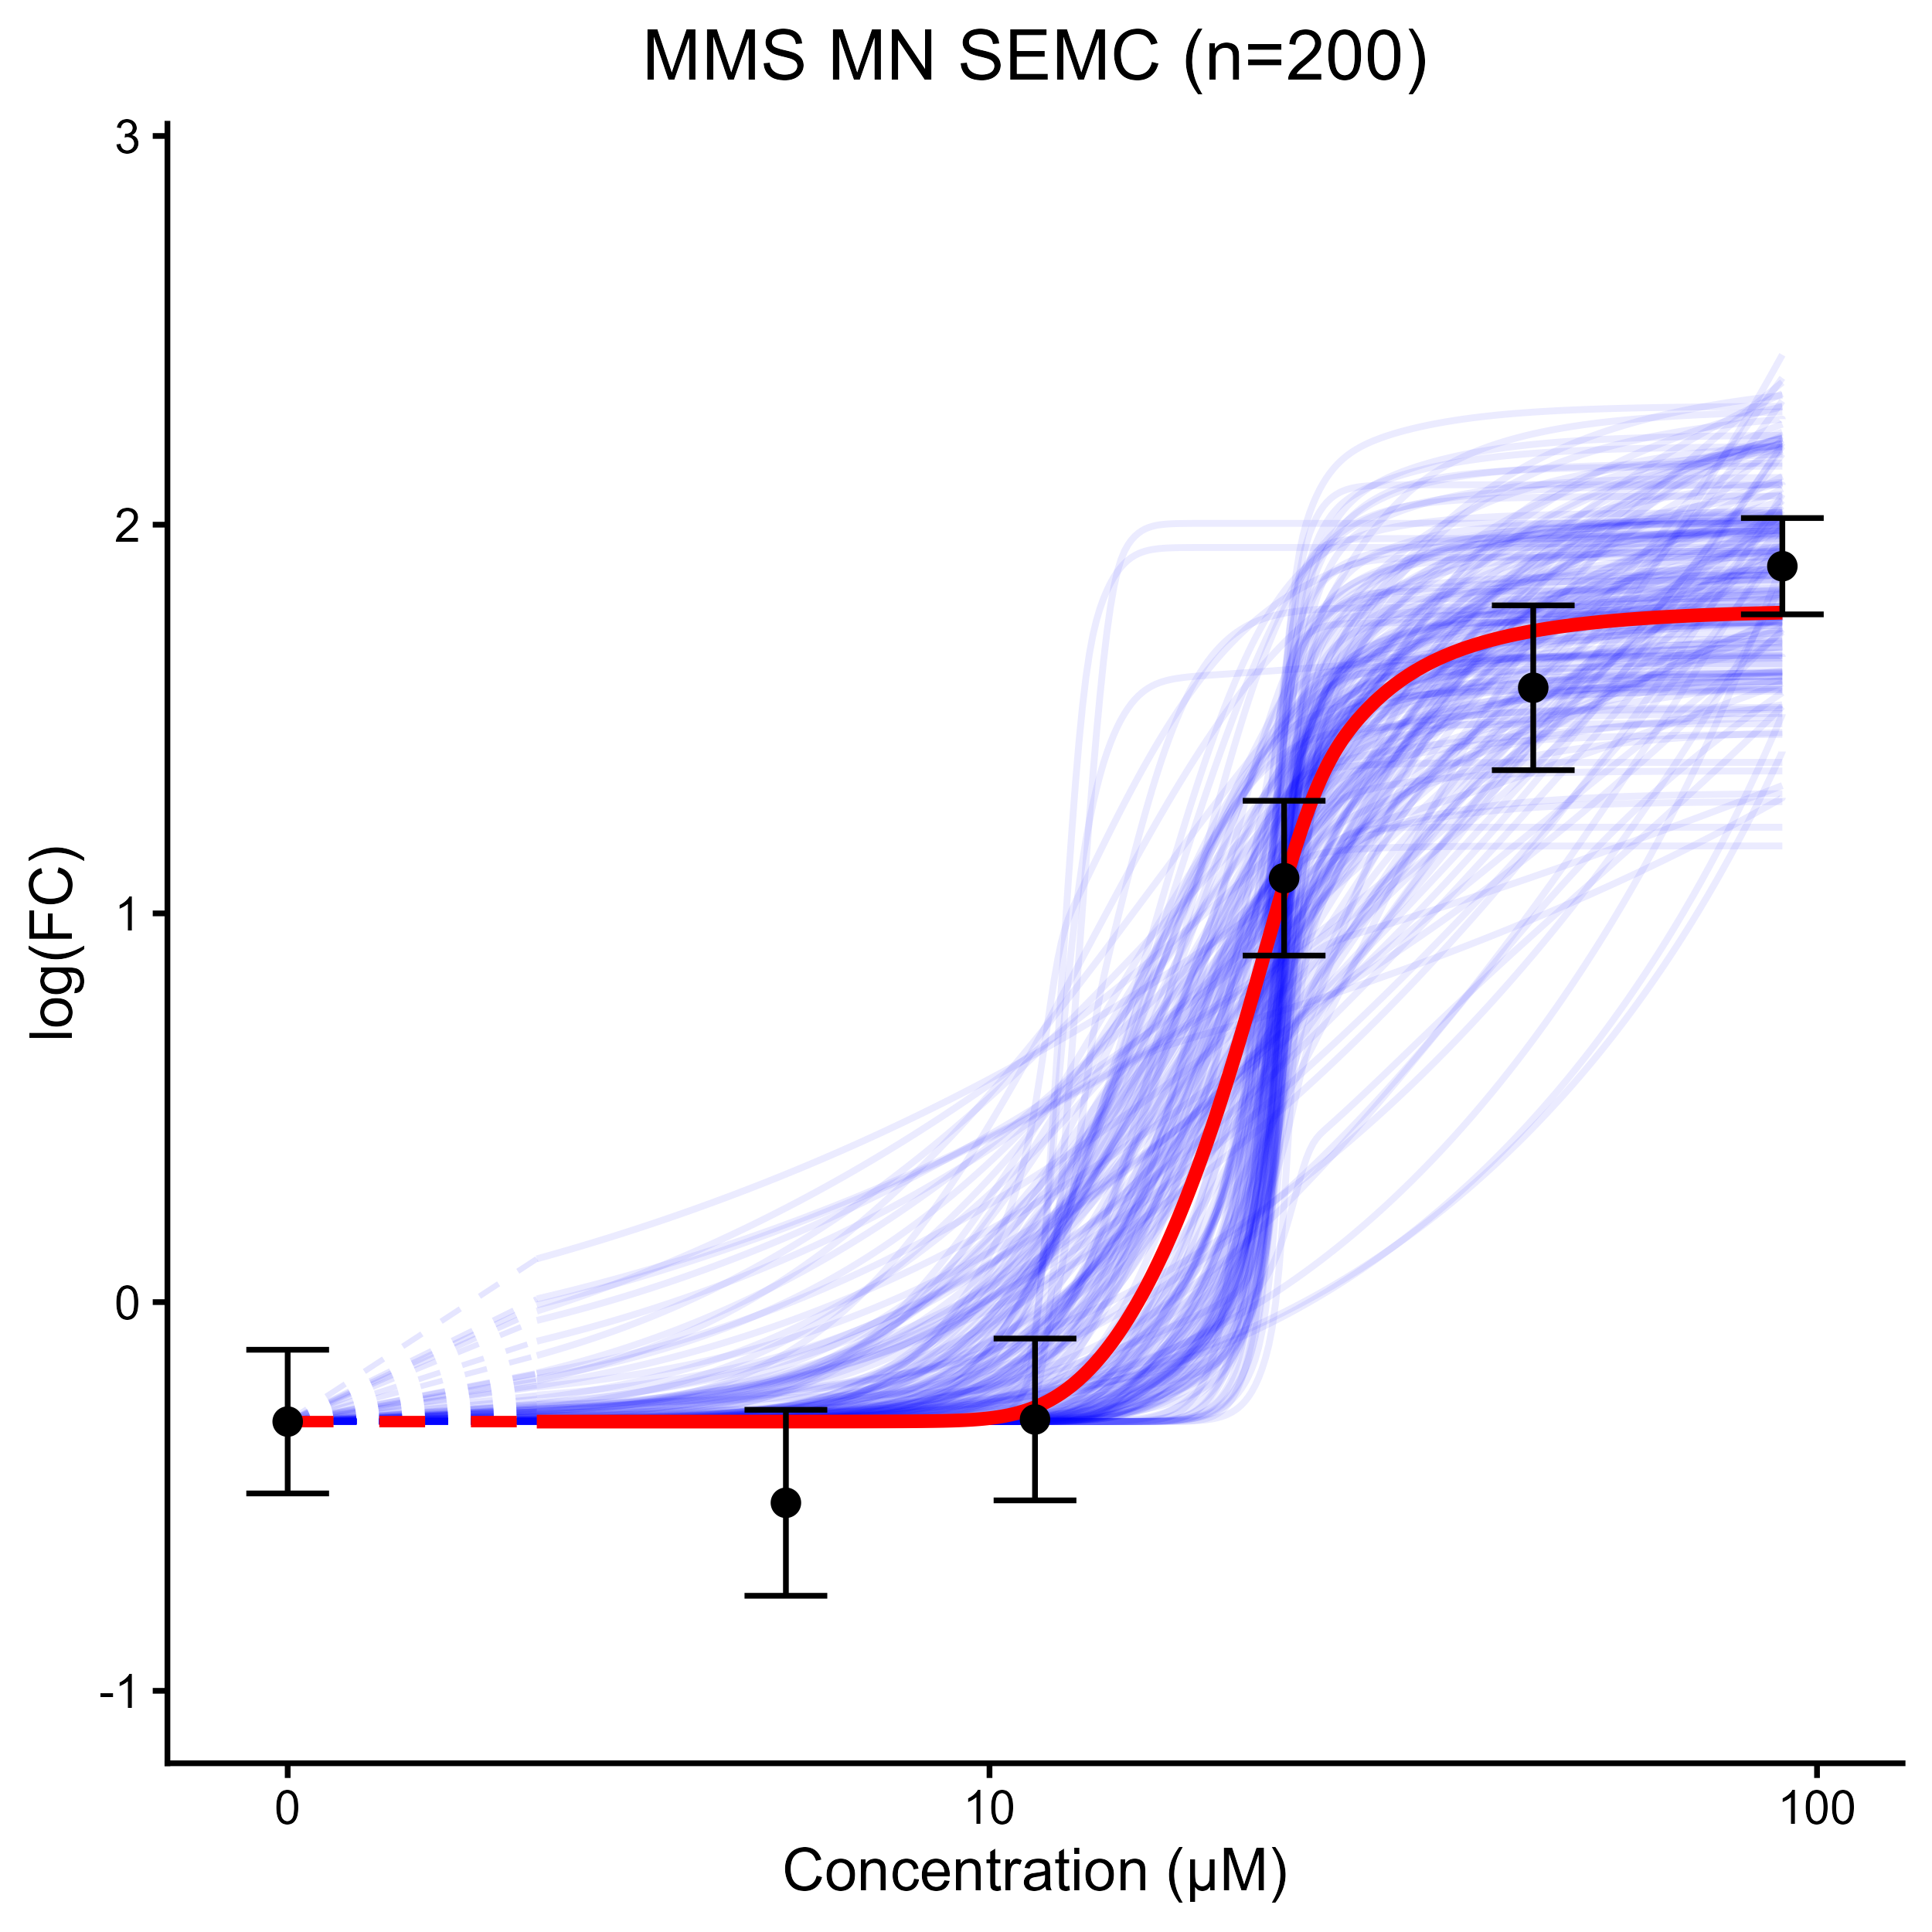 MMS MN SEMC (n=200)
3
2
1
0
-1
log(FC)
0
10
100
Concentration (µM)